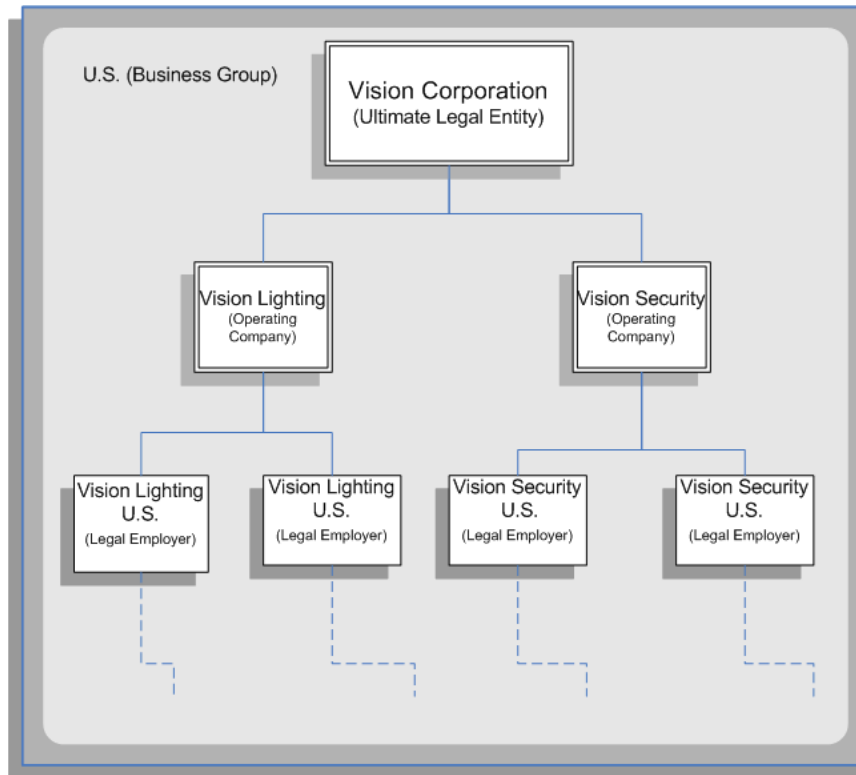 U.S. (Business Group)
Vision Corporation
(Ultimate Legal Entity)
Vision Lighting
(Operating
Company)
Vision Security
(Operating
Company)
Vision Lighting
U.S.
(Legal Employer)
Vision Lighting
U.S.
(Legal Employer)
Vision Security
U.S.
(Legal Employer)
Vision Security
U.S.
(Legal Employer)